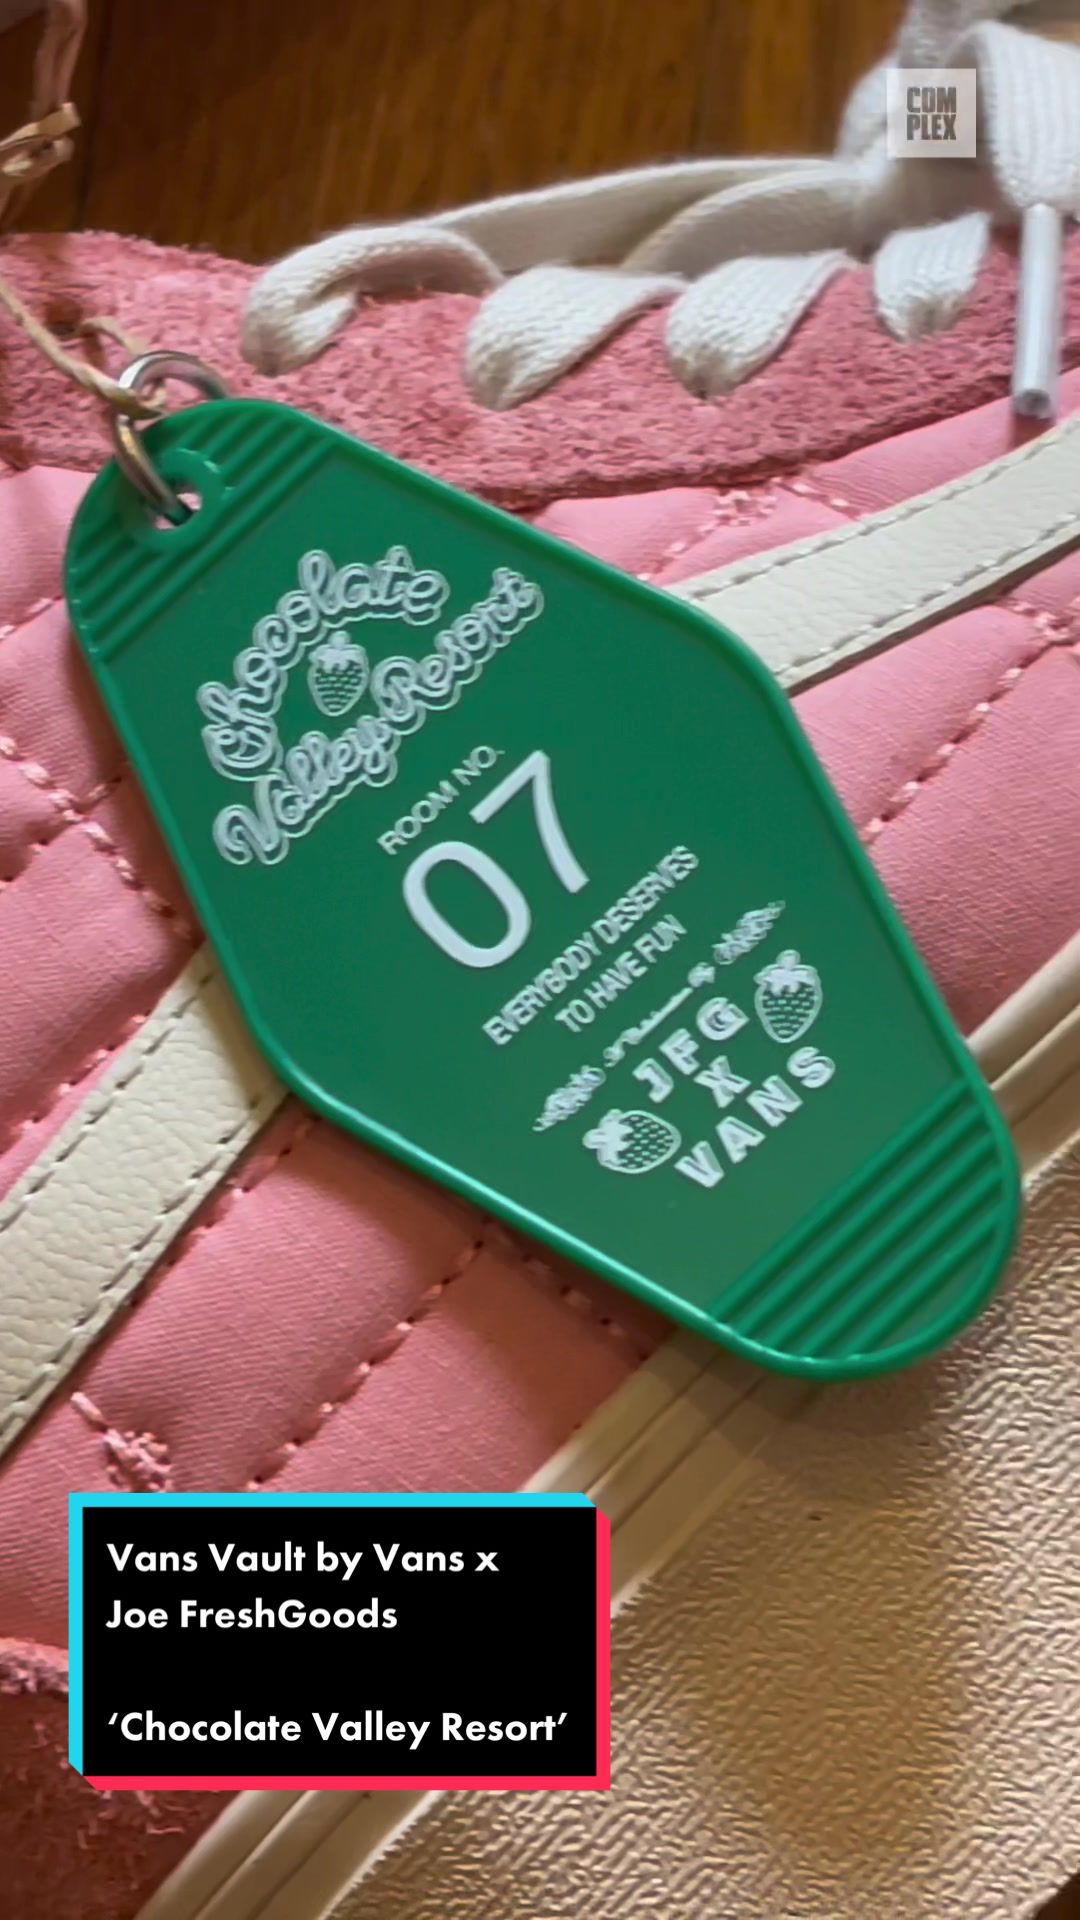 COM
PLEX
Chocolate
Valley Resort
ROOM NO.
07
EVERYBODY DESERVES
TO HAVE FUN
JFG
X
VANS
Vans Vault by Vans x
Joe FreshGoods
‘Chocolate Valley Resort’